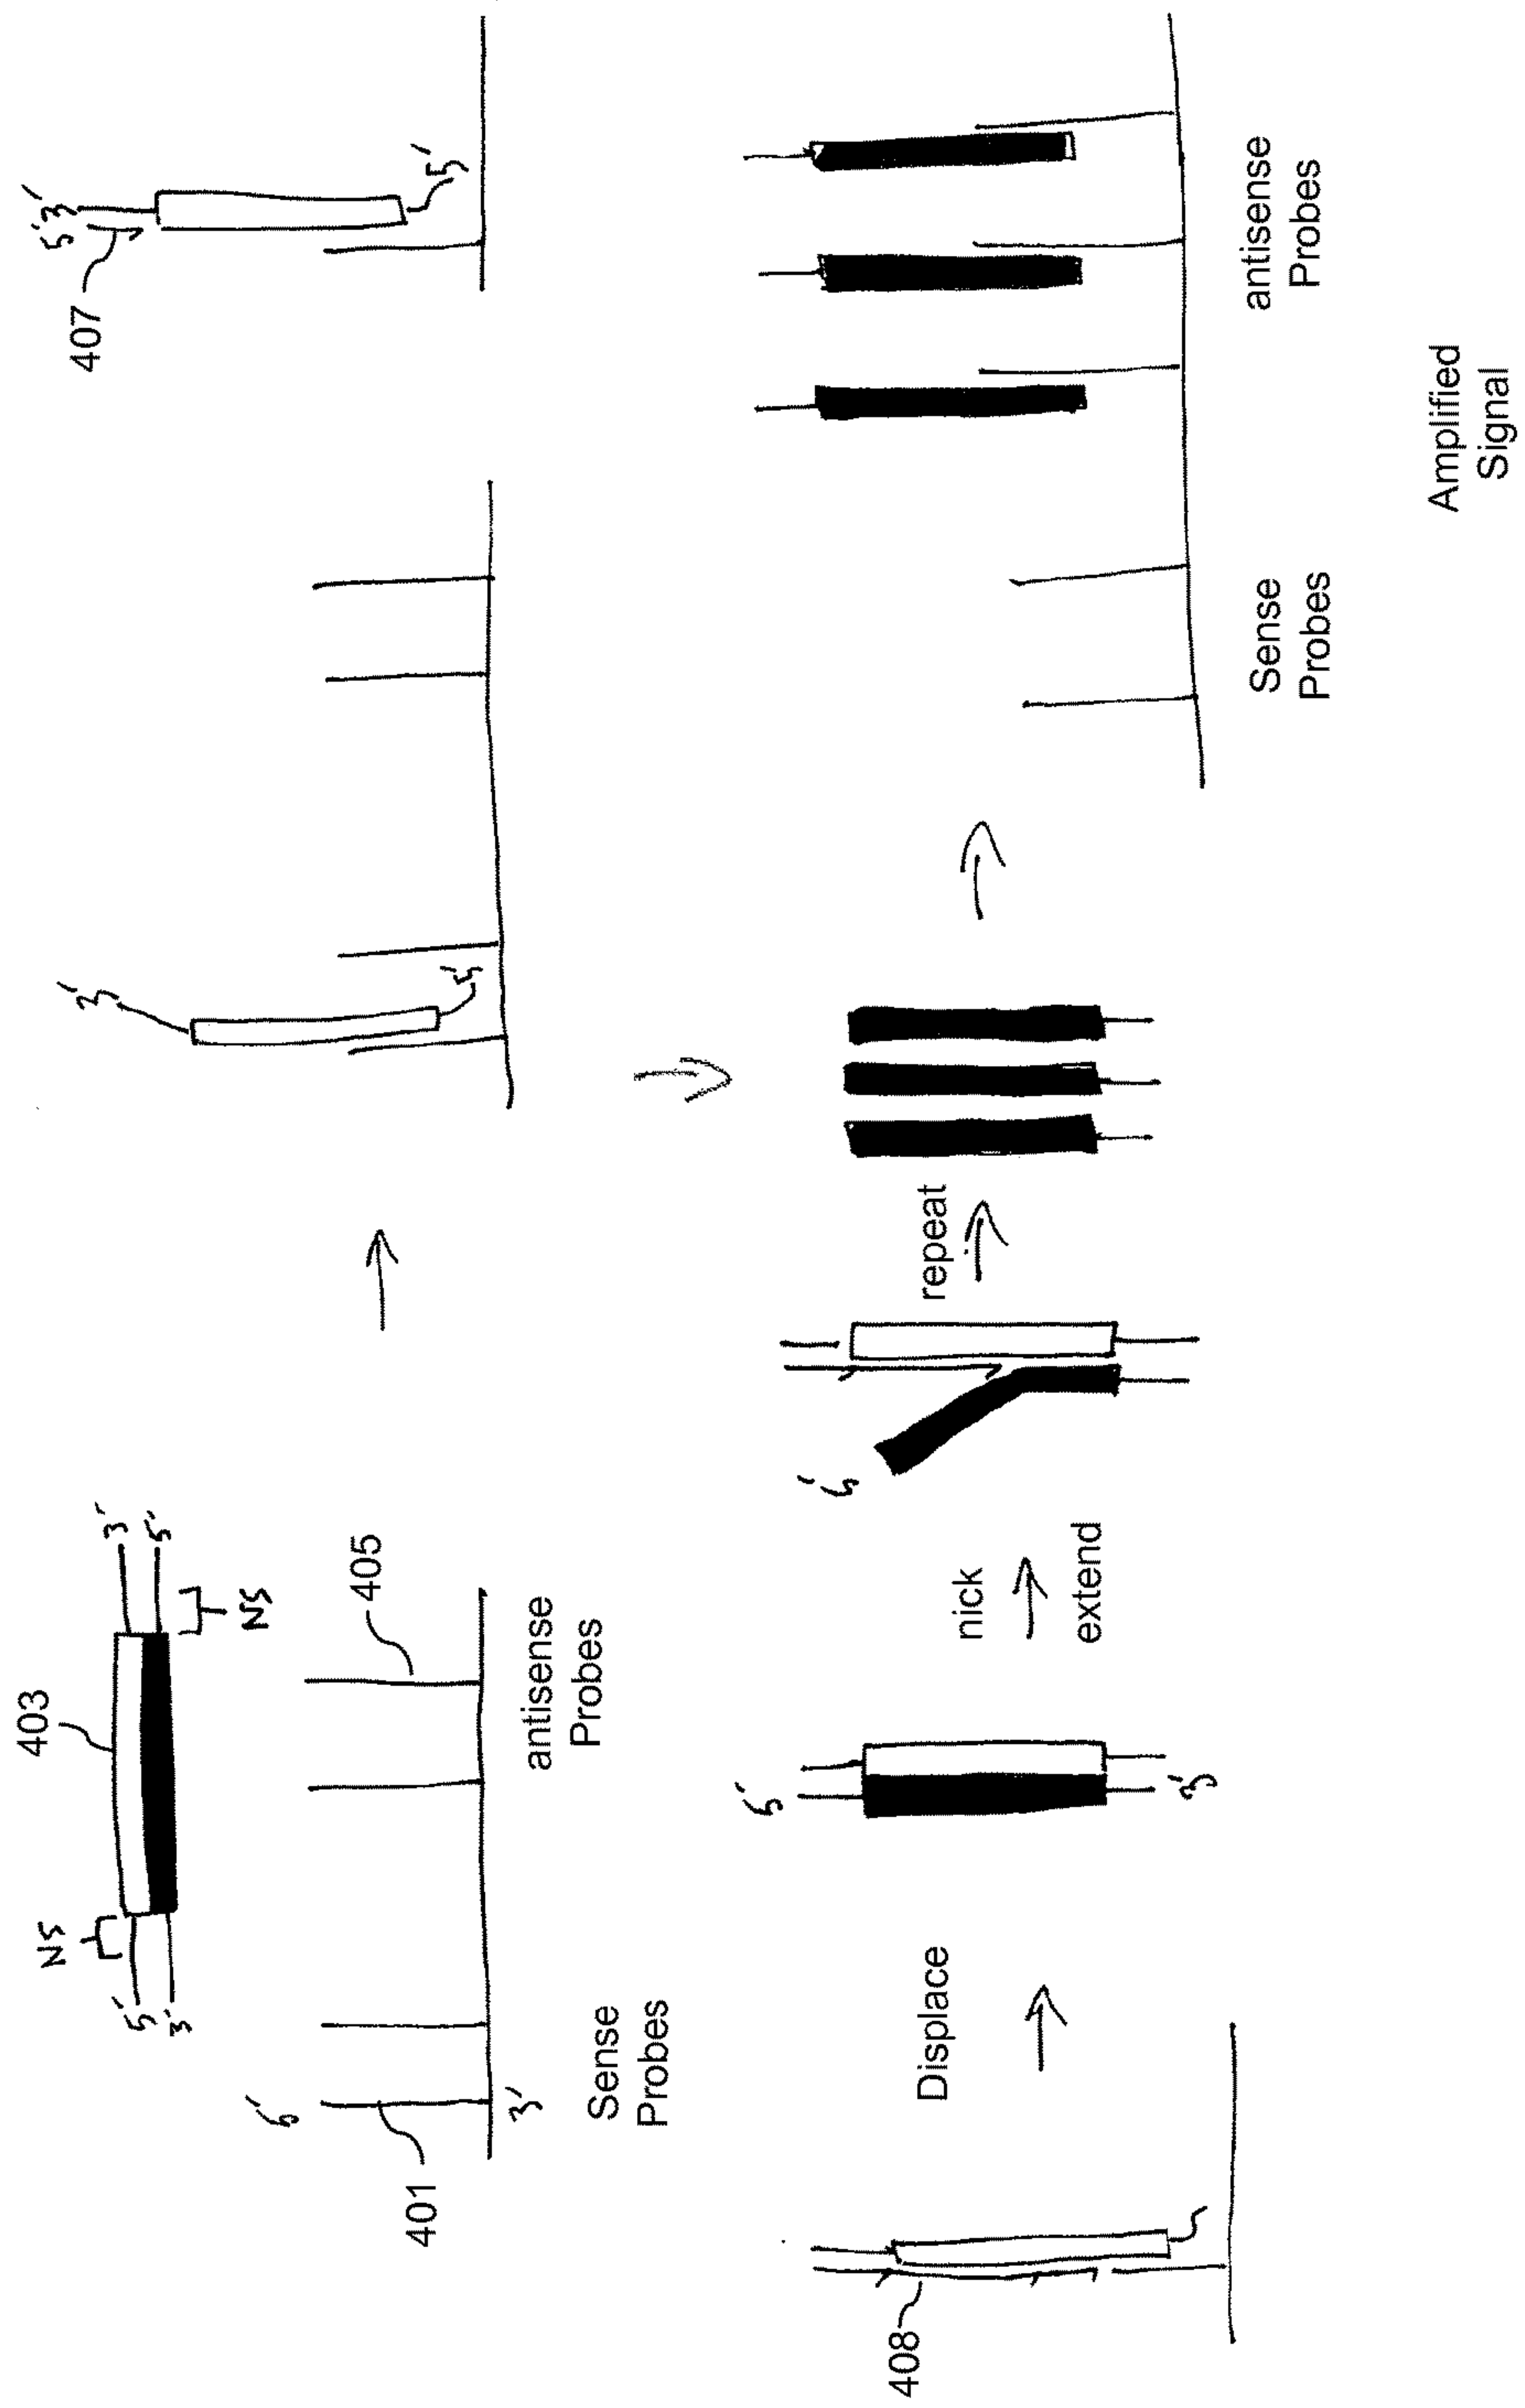 403
NS
5'
3'
3'
5'
NS
5'
401
3'
405
Sense
Probes
antisense
Probes
3'
5'
5'3'
407
5'
408
Displace
5'
3'
nick
extend
5'
repeat
Sense
Probes
antisense
Probes
Amplified
Signal